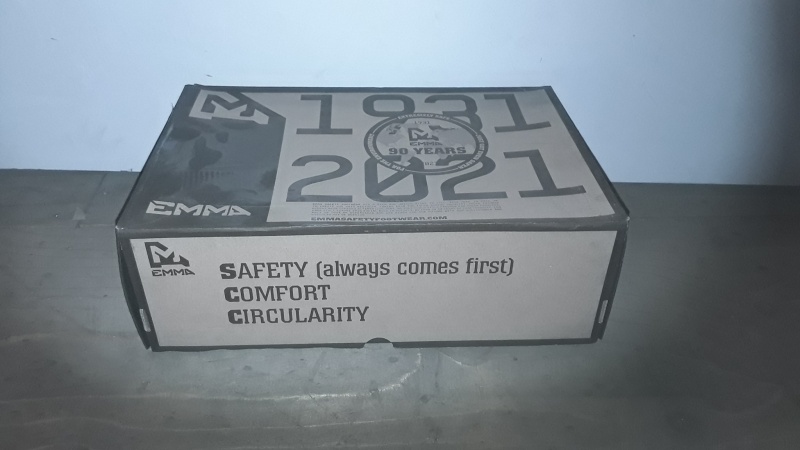 1931
EMMA
90 YEARS
2021
EMMA
EMMASAFETYFOOTWEAR.COM
EMMA
SAFETY (always comes first)
COMFORT
CIRCULARITY